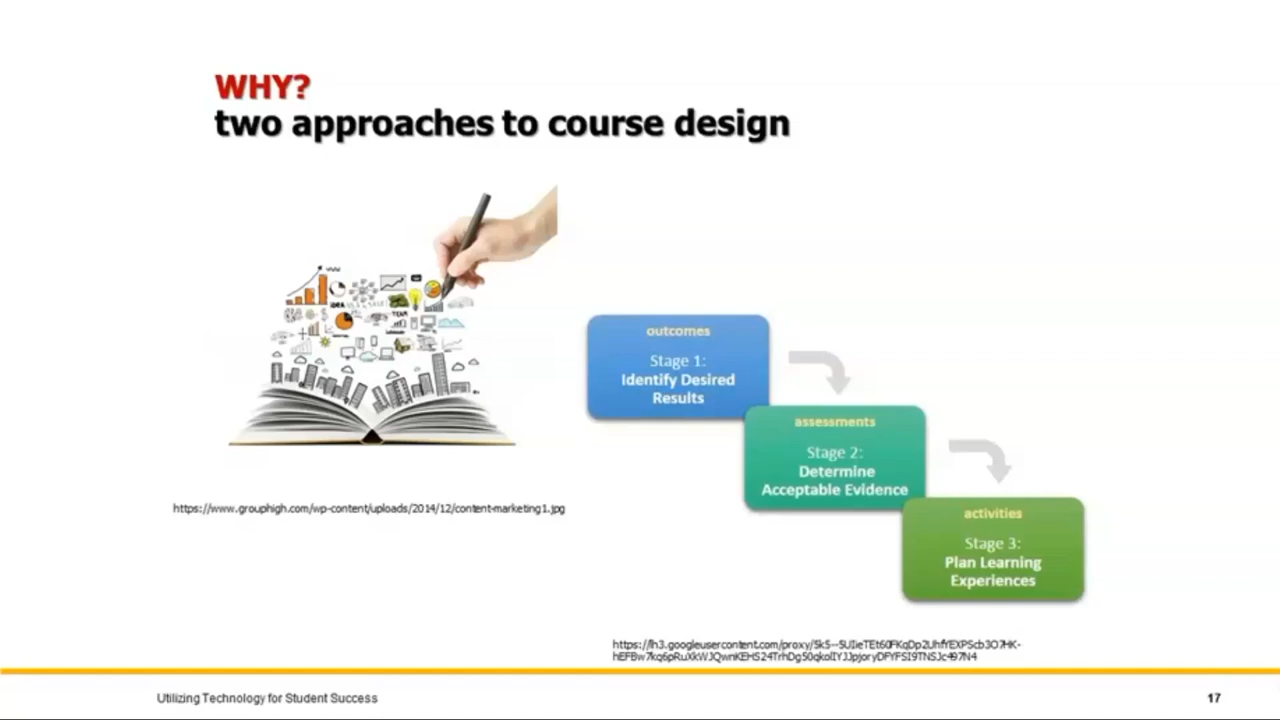 WHY?
two approaches to course design
IDEA
TEAM
https://www.grouphigh.com/wp-content/uploads/2014/12/content-marketing1.jpg
outcomes
Stage 1:
Identify Desired
Results
assessments
Stage 2:
Determine
Acceptable Evidence
activities
Stage 3:
Plan Learning
Experiences
Utilizing Technology for Student Success
17